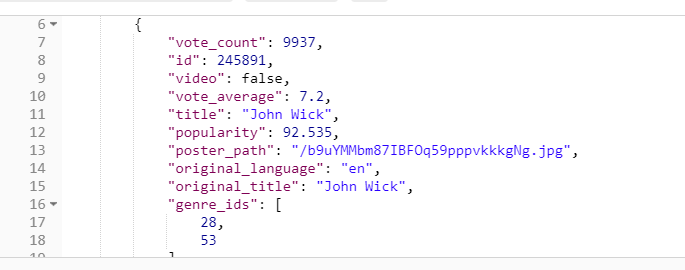 6 {
7 "vote_count": 9937,
8 "id": 245891,
9 "video": false,
10 "vote_average": 7.2,
11 "title": "John Wick",
12 "popularity": 92.535,
13 "poster_path": "/b9uYMMbm87IBFOq59pppvkkkgNg.jpg",
14 "original_language": "en",
15 "original_title": "John Wick",
16 "genre_ids": [
17 28,
18 53